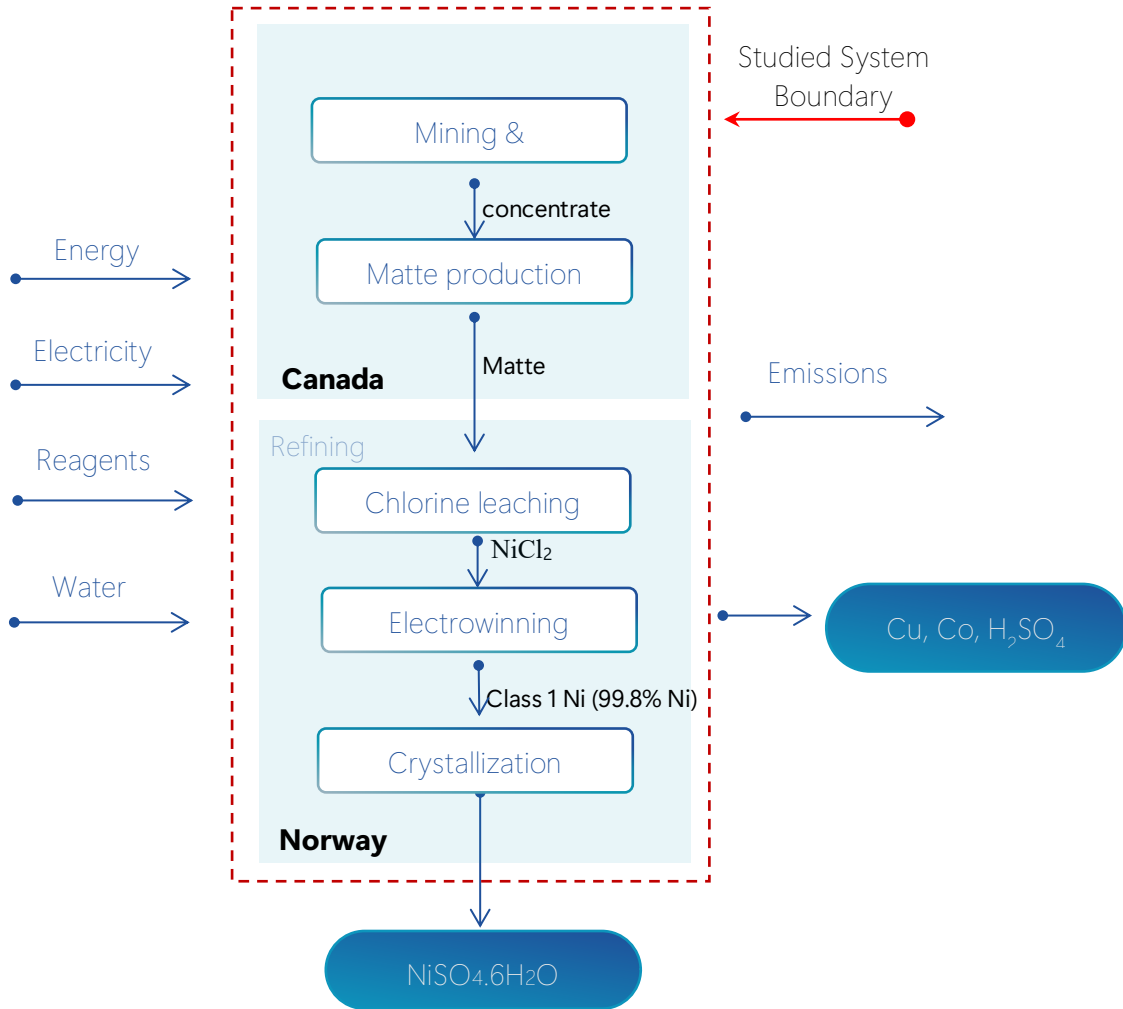 Studied System
Boundary
Mining &
concentrate
Energy
Matte production
Electricity
Matte
Canada
Emissions
Refining
Reagents
Chlorine leaching
NiCl₂
Water
Electrowinning
Cu, Co, H₂SO₄
Class 1 Ni (99.8% Ni)
Crystallization
Norway
NiSO4.6H2O